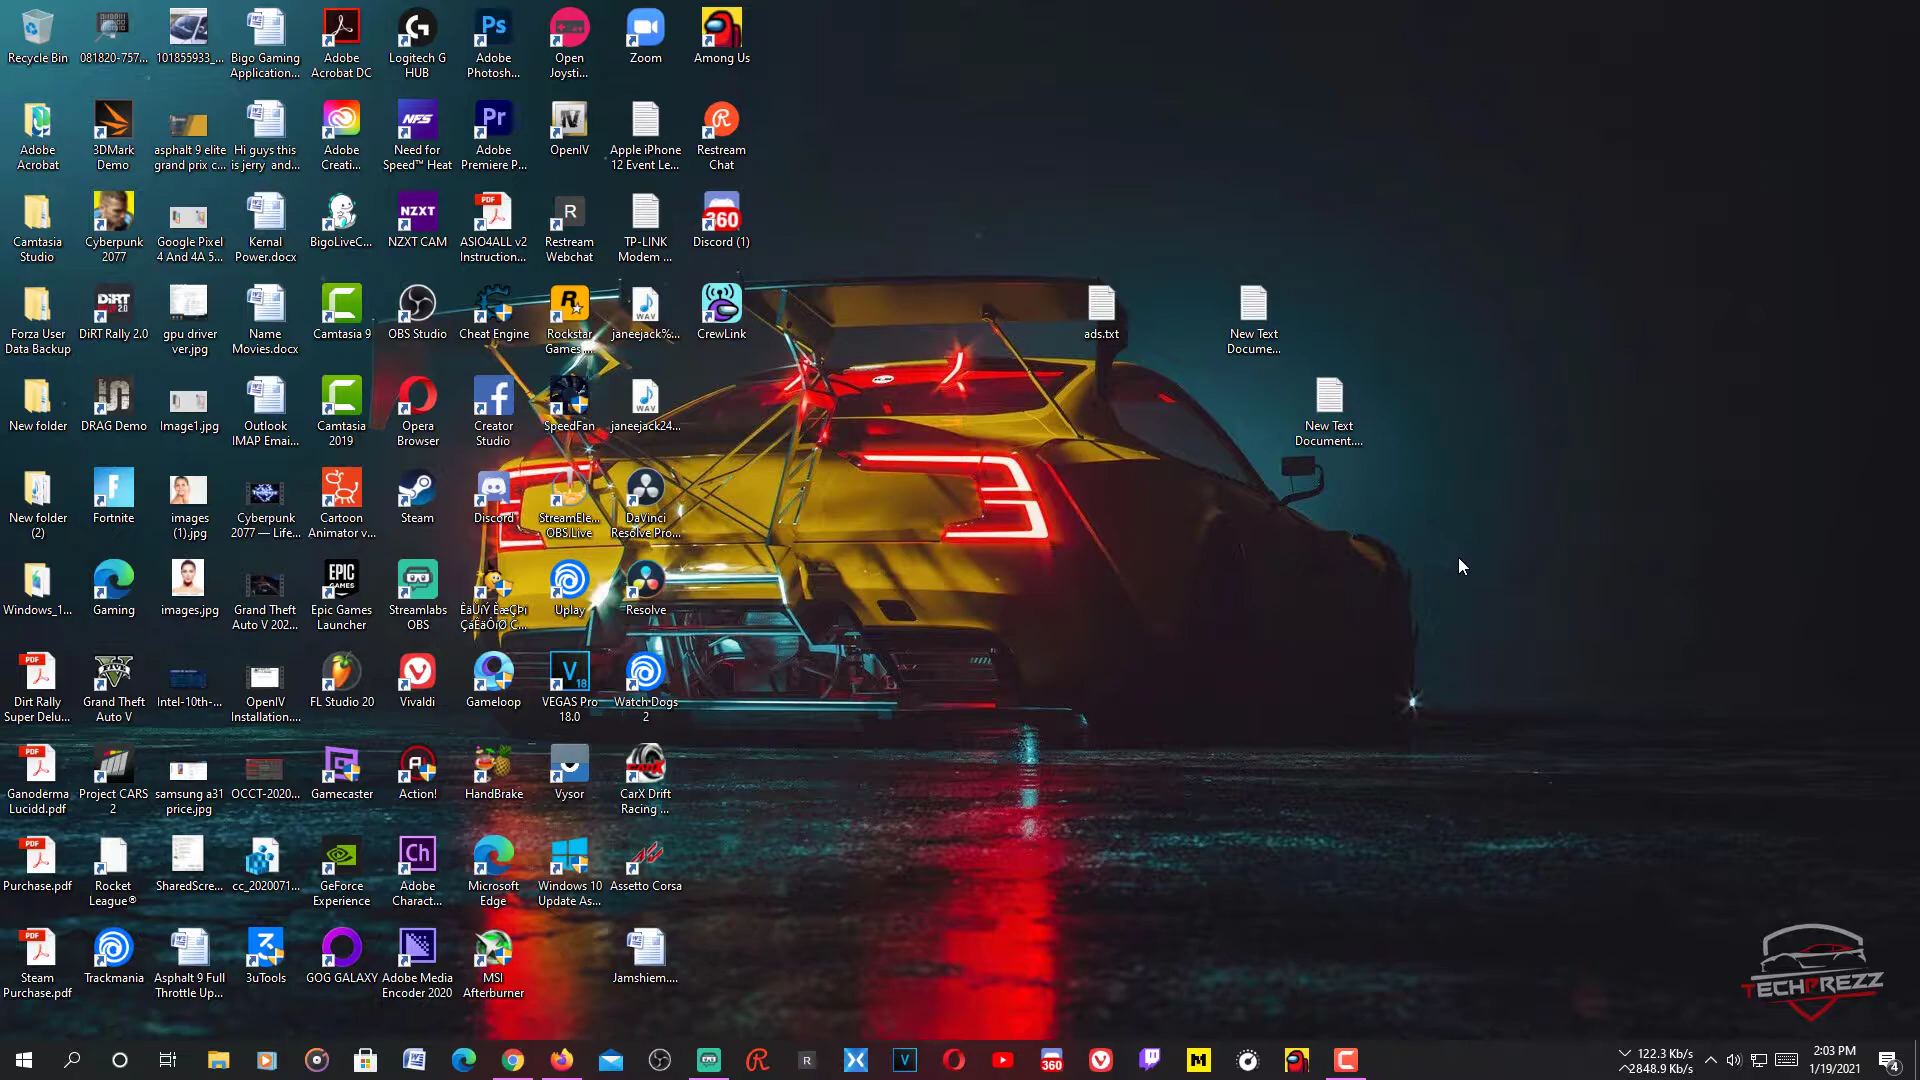 Recycle Bin
081820-757...
101855933_...
Bigo Gaming
Application...
Adobe
Acrobat DC
Logitech G
HUB
Adobe
Photosh...
Open
Joysti...
Zoom
Among Us
Adobe
Acrobat
3DMark
Demo
asphalt 9 elite
grand prix c...
Hi guys this
is jerry and...
Adobe
Creati...
Need for
Speed™ Heat
Adobe
Premiere P...
OpenIV
Apple iPhone
12 Event Le...
Restream
Chat
Camtasia
Studio
Cyberpunk
2077
Google Pixel
4 And 4A 5...
Kernal
Power.docx
BigoLiveC...
NZXT CAM
ASIO4ALL v2
Instruction...
Restream
Webchat
TP-LINK
Modem ...
Discord (1)
Forza User
Data Backup
DiRT Rally 2.0
gpu driver
ver.jpg
Name
Movies.docx
Camtasia 9
OBS Studio
Cheat Engine
Rockstar
Games ...
janeejack%...
CrewLink
ads.txt
New Text
Docume...
New folder
DRAG Demo
Image1.jpg
Outlook
IMAP Emai...
Camtasia
2019
Opera
Browser
Creator
Studio
SpeedFan
janeejack24...
New Text
Document....
New folder
(2)
Fortnite
images
(1).jpg
Cyberpunk
2077 — Life...
Cartoon
Animator v...
Steam
Discord
StreamEle...
OBS.Live
DaVinci
Resolve Pro...
Windows_1...
Gaming
images.jpg
Grand Theft
Auto V 202...
Epic Games
Launcher
Streamlabs
OBS
Uplay
Resolve
Dirt Rally
Super Delu...
Grand Theft
Auto V
Intel-10th-...
OpenIV
Installation....
FL Studio 20
Vivaldi
Gameloop
VEGAS Pro
18.0
Watch Dogs
2
Ganoderma
Lucidd.pdf
Project CARS
2
samsung a31
price.jpg
OCCT-2020...
Gamecaster
Action!
HandBrake
Vysor
CarX Drift
Racing ...
Purchase.pdf
Rocket
League®
SharedScre...
cc_2020071...
GeForce
Experience
Adobe
Charact...
Microsoft
Edge
Windows 10
Update As...
Assetto Corsa
Steam
Purchase.pdf
Trackmania
Asphalt 9 Full
Throttle Up...
3uTools
GOG GALAXY
Adobe Media
Encoder 2020
MSI
Afterburner
Jamshiem....
TECHPREZZ
122.3 Kb/s
2848.9 Kb/s
2:03 PM
1/19/2021
4